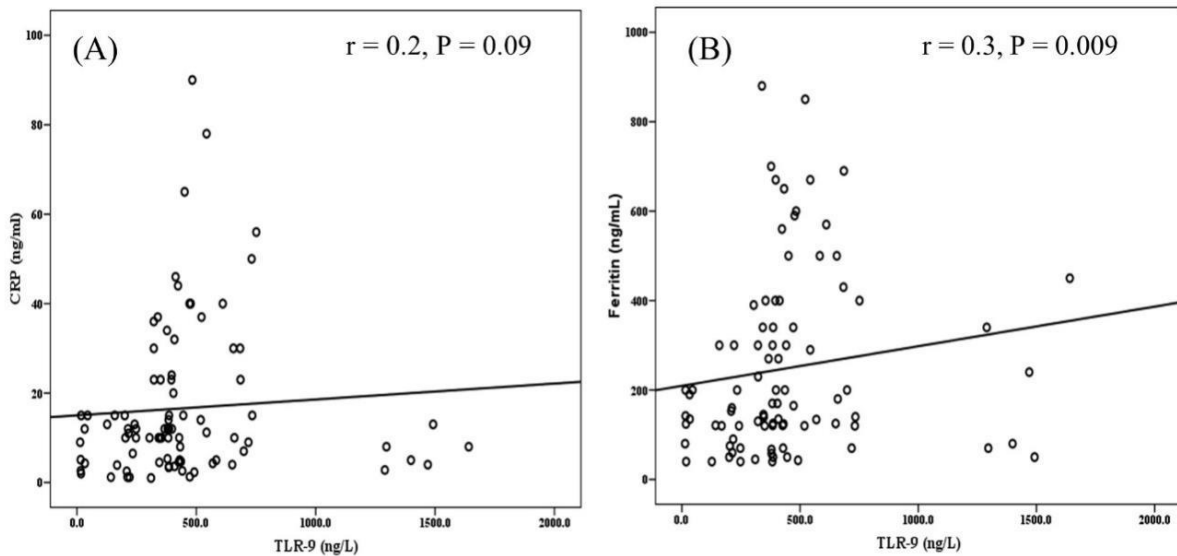 (A)
r = 0.2, P = 0.09
100
80
60
40
20
0
CRP (ng/ml)
0.0 500.0 1000.0 1500.0 2000.0
TLR-9 (ng/L)
(B)
r = 0.3, P = 0.009
1000
800
600
400
200
0
Ferritin (ng/mL)
0.0 500.0 1000.0 1500.0 2000.0
TLR-9 (ng/L)